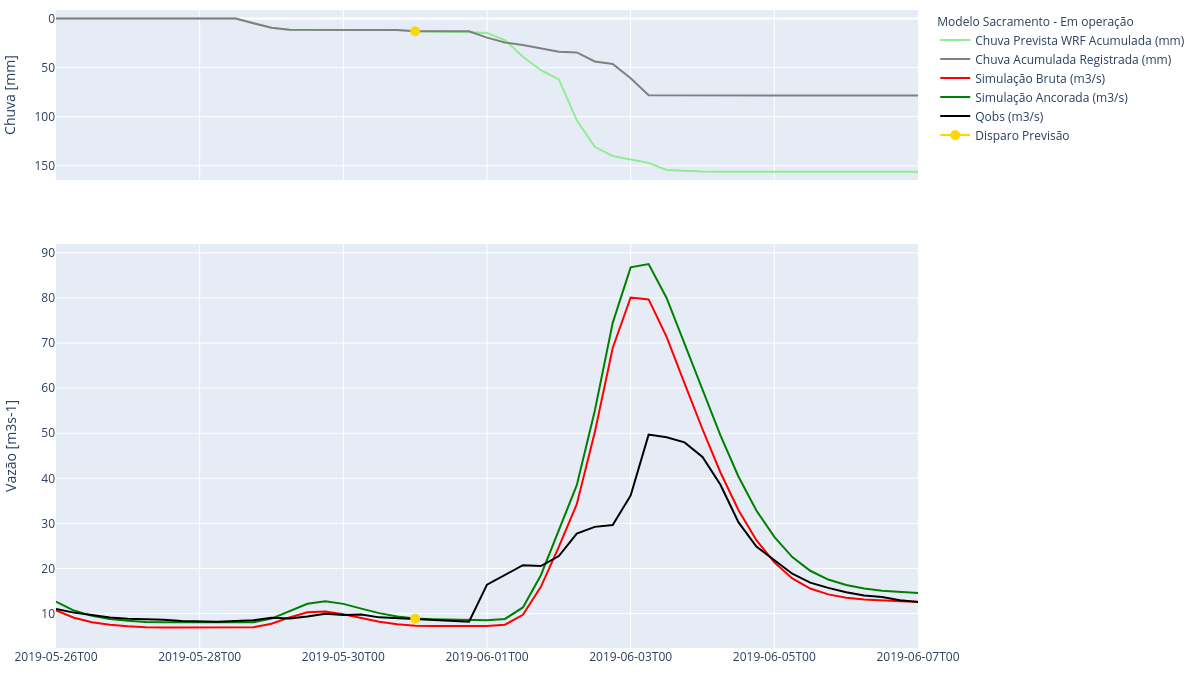 0
50
100
150
Chuva [mm]
Modelo Sacramento - Em operação
Chuva Prevista WRF Acumulada (mm)
Chuva Acumulada Registrada (mm)
Simulação Bruta (m3/s)
Simulação Ancorada (m3/s)
Qobs (m3/s)
Disparo Previsão
90
80
70
60
50
40
30
20
10
Vazão [m3s-1]
2019-05-26T00 2019-05-28T00 2019-05-30T00 2019-06-01T00 2019-06-03T00 2019-06-05T00 2019-06-07T00